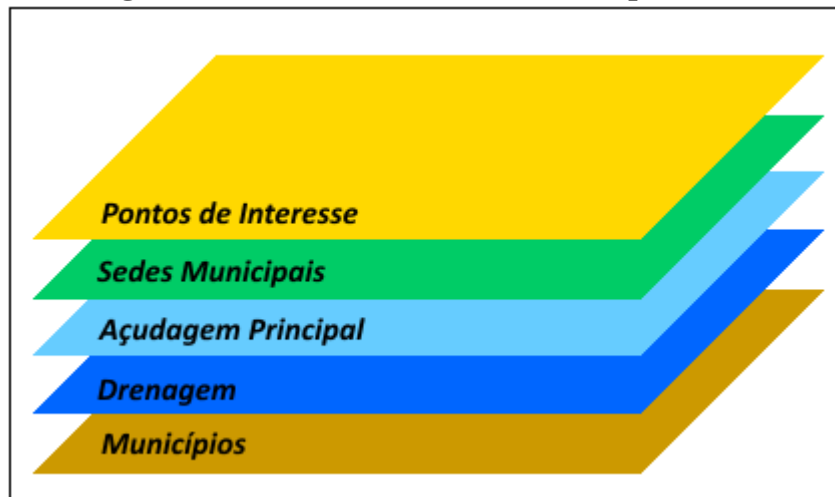 Pontos de Interesse
Sedes Municipais
Açudagem Principal
Drenagem
Municípios